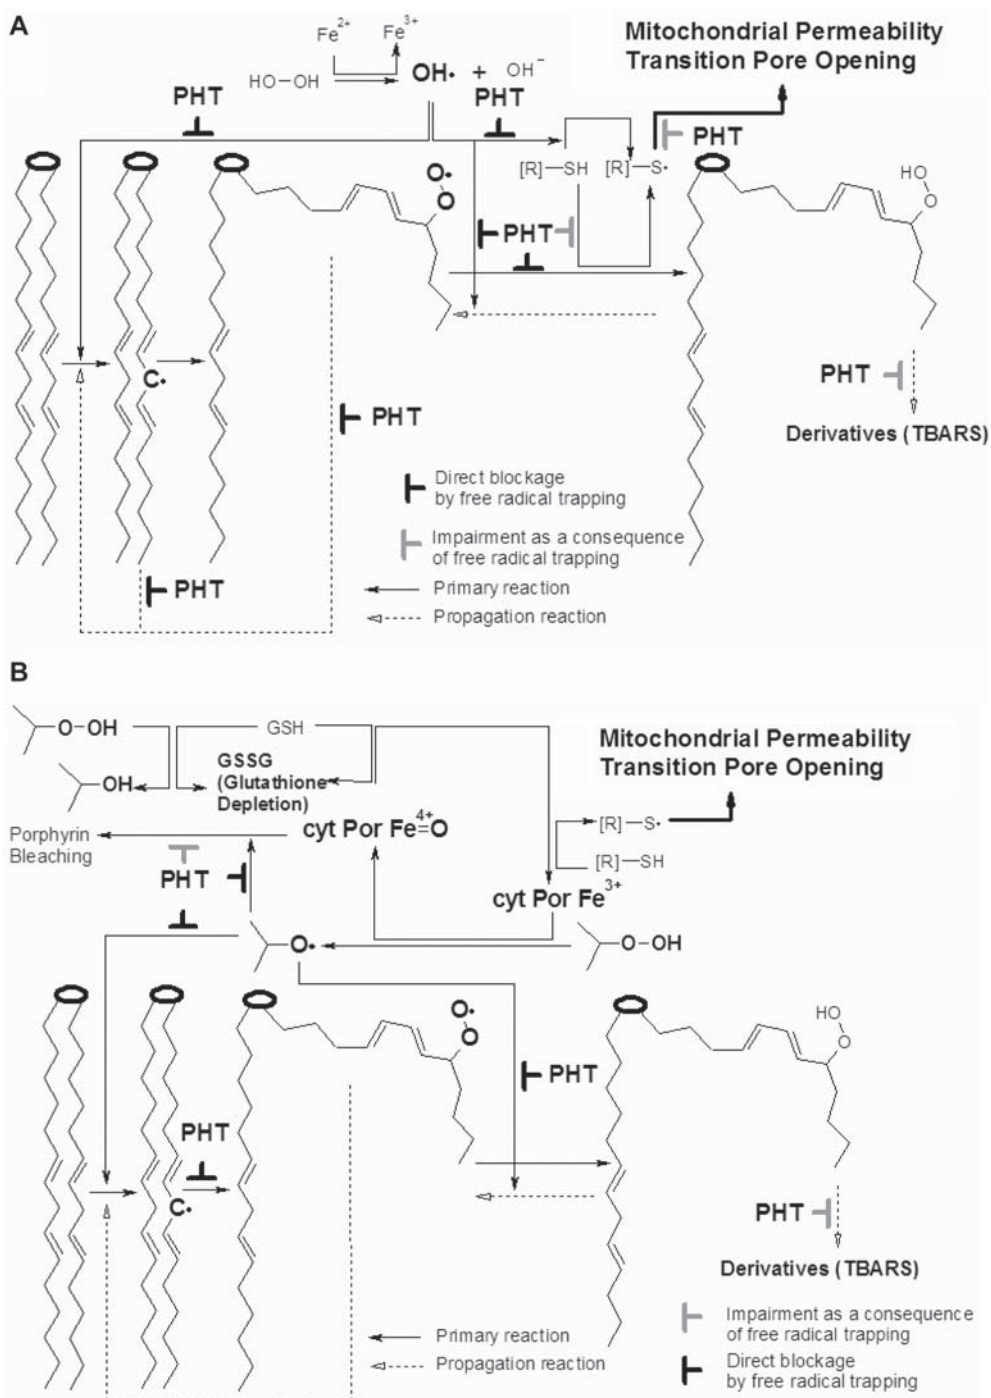 A
Fe2+
Fe3+
Mitochondrial Permeability
Transition Pore Opening
HO-OH
OH• + OH−
PHT
PHT
PHT
[R]-SH
[R]-S•
O•
O
HO
O
PHT
C•
PHT
Derivatives (TBARS)
PHT
Direct blockage
by free radical trapping
Impairment as a consequence
of free radical trapping
PHT
Primary reaction
Propagation reaction
B
O-OH
GSH
Mitochondrial Permeability
Transition Pore Opening
OH
GSSG
(Glutathione
Depletion)
Porphyrin
Bleaching
cyt Por Fe4+=O
[R]-S•
[R]-SH
PHT
cyt Por Fe3+
O•
O-OH
O•
O
HO
O
PHT
PHT
C•
PHT
Derivatives (TBARS)
Primary reaction
Propagation reaction
Impairment as a consequence
of free radical trapping
Direct blockage
by free radical trapping